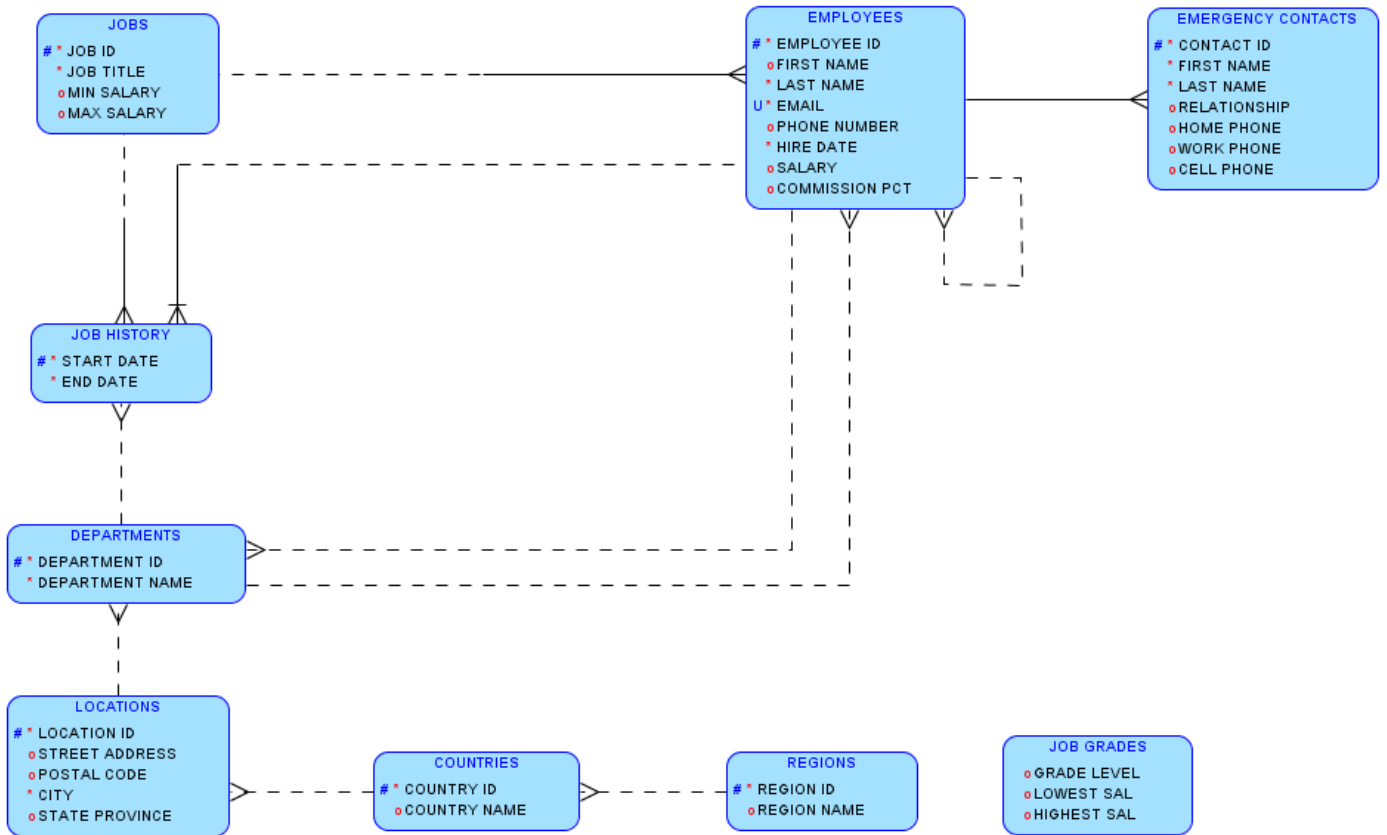 JOBS
# * JOB ID
* JOB TITLE
o MIN SALARY
o MAX SALARY
EMPLOYEES
# * EMPLOYEE ID
o FIRST NAME
* LAST NAME
U * EMAIL
o PHONE NUMBER
* HIRE DATE
o SALARY
o COMMISSION PCT
EMERGENCY CONTACTS
# * CONTACT ID
* FIRST NAME
* LAST NAME
o RELATIONSHIP
o HOME PHONE
o WORK PHONE
o CELL PHONE
JOB HISTORY
# * START DATE
* END DATE
DEPARTMENTS
# * DEPARTMENT ID
* DEPARTMENT NAME
LOCATIONS
# * LOCATION ID
o STREET ADDRESS
o POSTAL CODE
* CITY
o STATE PROVINCE
COUNTRIES
# * COUNTRY ID
o COUNTRY NAME
REGIONS
# * REGION ID
o REGION NAME
JOB GRADES
o GRADE LEVEL
o LOWEST SAL
o HIGHEST SAL